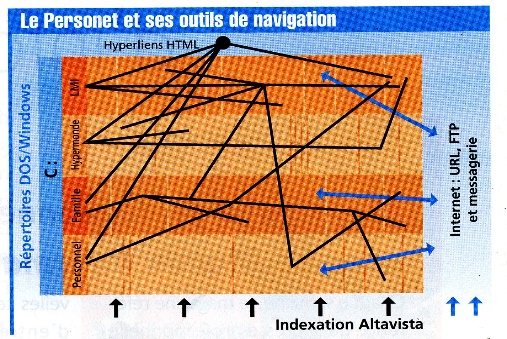 Le Personet et ses outils de navigation
Hyperliens HTML
Répertoires DOS/Windows
C:
LMI
Hypermonde
Famille
Personnel
Internet : URL, FTP
et messagerie
Indexation Altavista